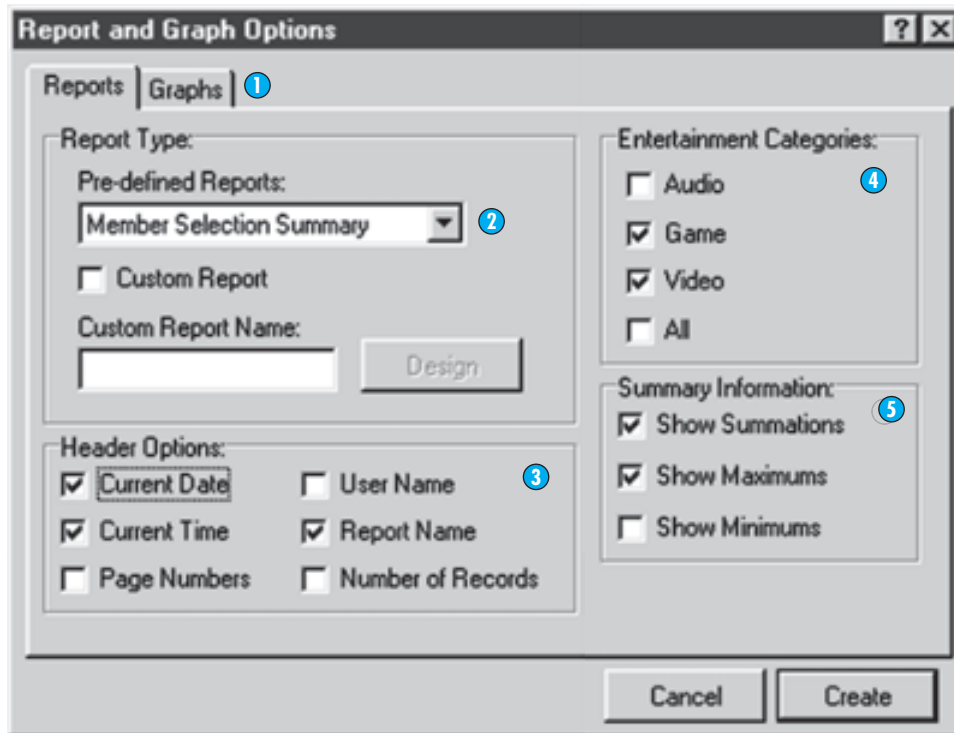 Report and Graph Options ? X
Reports Graphs 1
Report Type:
Pre-defined Reports:
Member Selection Summary 2
Custom Report
Custom Report Name:
Design
Header Options:
3
Current Date User Name
Current Time Report Name
Page Numbers Number of Records
Entertainment Categories:
Audio 4
Game
Video
All
Summary Information:
5
Show Summations
Show Maximums
Show Minimums
Cancel Create